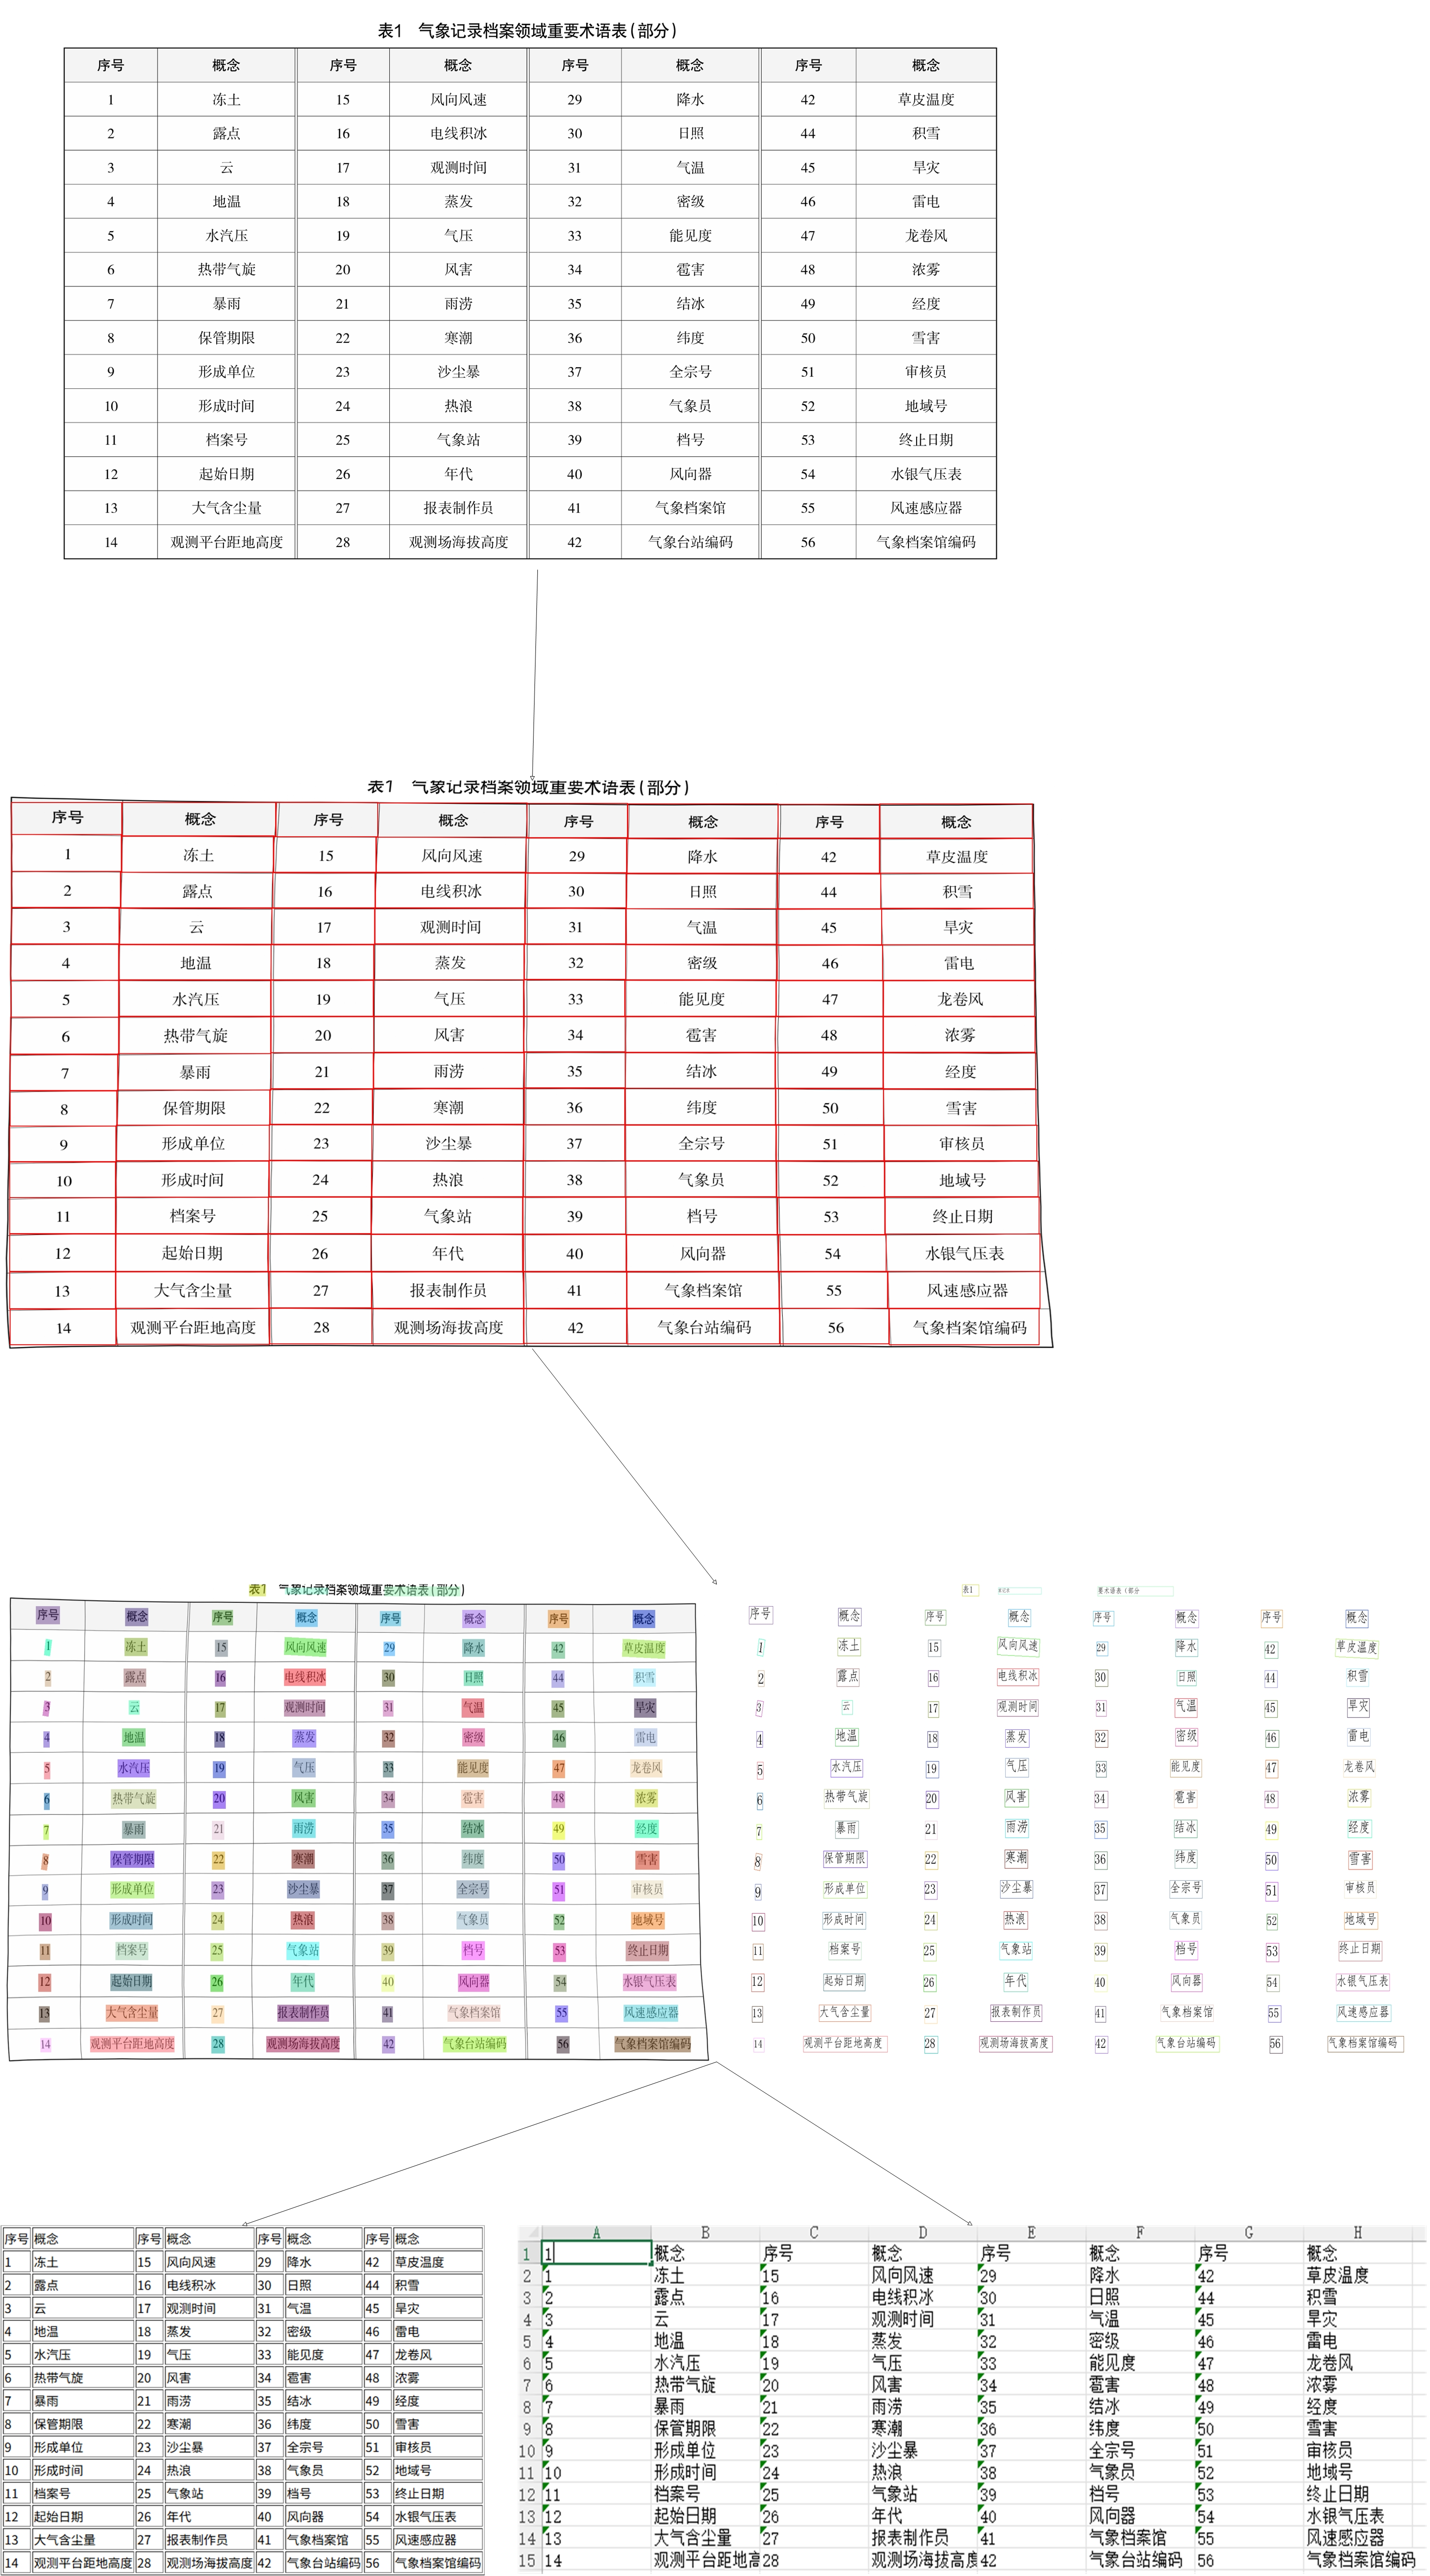 表1 气象记录档案领域重要术语表(部分)
序号 概念 序号 概念 序号 概念 序号 概念
1 冻土 15 风向风速 29 降水 42 草皮温度
2 露点 16 电线积冰 30 日照 44 积雪
3 云 17 观测时间 31 气温 45 旱灾
4 地温 18 蒸发 32 密级 46 雷电
5 水汽压 19 气压 33 能见度 47 龙卷风
6 热带气旋 20 风害 34 雹害 48 浓雾
7 暴雨 21 雨涝 35 结冰 49 经度
8 保管期限 22 寒潮 36 纬度 50 雪害
9 形成单位 23 沙尘暴 37 全宗号 51 审核员
10 形成时间 24 热浪 38 气象员 52 地域号
11 档案号 25 气象站 39 档号 53 终止日期
12 起始日期 26 年代 40 风向器 54 水银气压表
13 大气含尘量 27 报表制作员 41 气象档案馆 55 风速感应器
14 观测平台距地高度 28 观测场海拔高度 42 气象台站编码 56 气象档案馆编码
表1 气象记录档案领域重要术语表(部分)
序号 概念 序号 概念 序号 概念 序号 概念
1 冻土 15 风向风速 29 降水 42 草皮温度
2 露点 16 电线积冰 30 日照 44 积雪
3 云 17 观测时间 31 气温 45 旱灾
4 地温 18 蒸发 32 密级 46 雷电
5 水汽压 19 气压 33 能见度 47 龙卷风
6 热带气旋 20 风害 34 雹害 48 浓雾
7 暴雨 21 雨涝 35 结冰 49 经度
8 保管期限 22 寒潮 36 纬度 50 雪害
9 形成单位 23 沙尘暴 37 全宗号 51 审核员
10 形成时间 24 热浪 38 气象员 52 地域号
11 档案号 25 气象站 39 档号 53 终止日期
12 起始日期 26 年代 40 风向器 54 水银气压表
13 大气含尘量 27 报表制作员 41 气象档案馆 55 风速感应器
14 观测平台距地高度 28 观测场海拔高度 42 气象台站编码 56 气象档案馆编码
表1 气象记录档案领域重要术语表(部分)
序号 概念 序号 概念 序号 概念 序号 概念
1 冻土 15 风向风速 29 降水 42 草皮温度
2 露点 16 电线积冰 30 日照 44 积雪
3 云 17 观测时间 31 气温 45 旱灾
4 地温 18 蒸发 32 密级 46 雷电
5 水汽压 19 气压 33 能见度 47 龙卷风
6 热带气旋 20 风害 34 雹害 48 浓雾
7 暴雨 21 雨涝 35 结冰 49 经度
8 保管期限 22 寒潮 36 纬度 50 雪害
9 形成单位 23 沙尘暴 37 全宗号 51 审核员
10 形成时间 24 热浪 38 气象员 52 地域号
11 档案号 25 气象站 39 档号 53 终止日期
12 起始日期 26 年代 40 风向器 54 水银气压表
13 大气含尘量 27 报表制作员 41 气象档案馆 55 风速感应器
14 观测平台距地高度 28 观测场海拔高度 42 气象台站编码 56 气象档案馆编码
表1 要术语表(部分
序号 概念 序号 概念 序号 概念 序号 概念
1 冻土 15 风向风速 29 降水 42 草皮温度
2 露点 16 电线积冰 30 日照 44 积雪
3 云 17 观测时间 31 气温 45 旱灾
4 地温 18 蒸发 32 密级 46 雷电
5 水汽压 19 气压 33 能见度 47 龙卷风
6 热带气旋 20 风害 34 雹害 48 浓雾
7 暴雨 21 雨涝 35 结冰 49 经度
8 保管期限 22 寒潮 36 纬度 50 雪害
9 形成单位 23 沙尘暴 37 全宗号 51 审核员
10 形成时间 24 热浪 38 气象员 52 地域号
11 档案号 25 气象站 39 档号 53 终止日期
12 起始日期 26 年代 40 风向器 54 水银气压表
13 大气含尘量 27 报表制作员 41 气象档案馆 55 风速感应器
14 观测平台距地高度 28 观测场海拔高度 42 气象台站编码 56 气象档案馆编码
序号 概念 序号 概念 序号 概念 序号 概念
1 冻土 15 风向风速 29 降水 42 草皮温度
2 露点 16 电线积冰 30 日照 44 积雪
3 云 17 观测时间 31 气温 45 旱灾
4 地温 18 蒸发 32 密级 46 雷电
5 水汽压 19 气压 33 能见度 47 龙卷风
6 热带气旋 20 风害 34 雹害 48 浓雾
7 暴雨 21 雨涝 35 结冰 49 经度
8 保管期限 22 寒潮 36 纬度 50 雪害
9 形成单位 23 沙尘暴 37 全宗号 51 审核员
10 形成时间 24 热浪 38 气象员 52 地域号
11 档案号 25 气象站 39 档号 53 终止日期
12 起始日期 26 年代 40 风向器 54 水银气压表
13 大气含尘量 27 报表制作员 41 气象档案馆 55 风速感应器
14 观测平台距地高度 28 观测场海拔高度 42 气象台站编码 56 气象档案馆编码
A B C D E F G H
1 1 概念 序号 概念 序号 概念 序号 概念
2 1 冻土 15 风向风速 29 降水 42 草皮温度
3 2 露点 16 电线积冰 30 日照 44 积雪
4 3 云 17 观测时间 31 气温 45 旱灾
5 4 地温 18 蒸发 32 密级 46 雷电
6 5 水汽压 19 气压 33 能见度 47 龙卷风
7 6 热带气旋 20 风害 34 雹害 48 浓雾
8 7 暴雨 21 雨涝 35 结冰 49 经度
9 8 保管期限 22 寒潮 36 纬度 50 雪害
10 9 形成单位 23 沙尘暴 37 全宗号 51 审核员
11 10 形成时间 24 热浪 38 气象员 52 地域号
12 11 档案号 25 气象站 39 档号 53 终止日期
13 12 起始日期 26 年代 40 风向器 54 水银气压表
14 13 大气含尘量 27 报表制作员 41 气象档案馆 55 风速感应器
15 14 观测平台距地高 28 观测场海拔高度 42 气象台站编码 56 气象档案馆编码